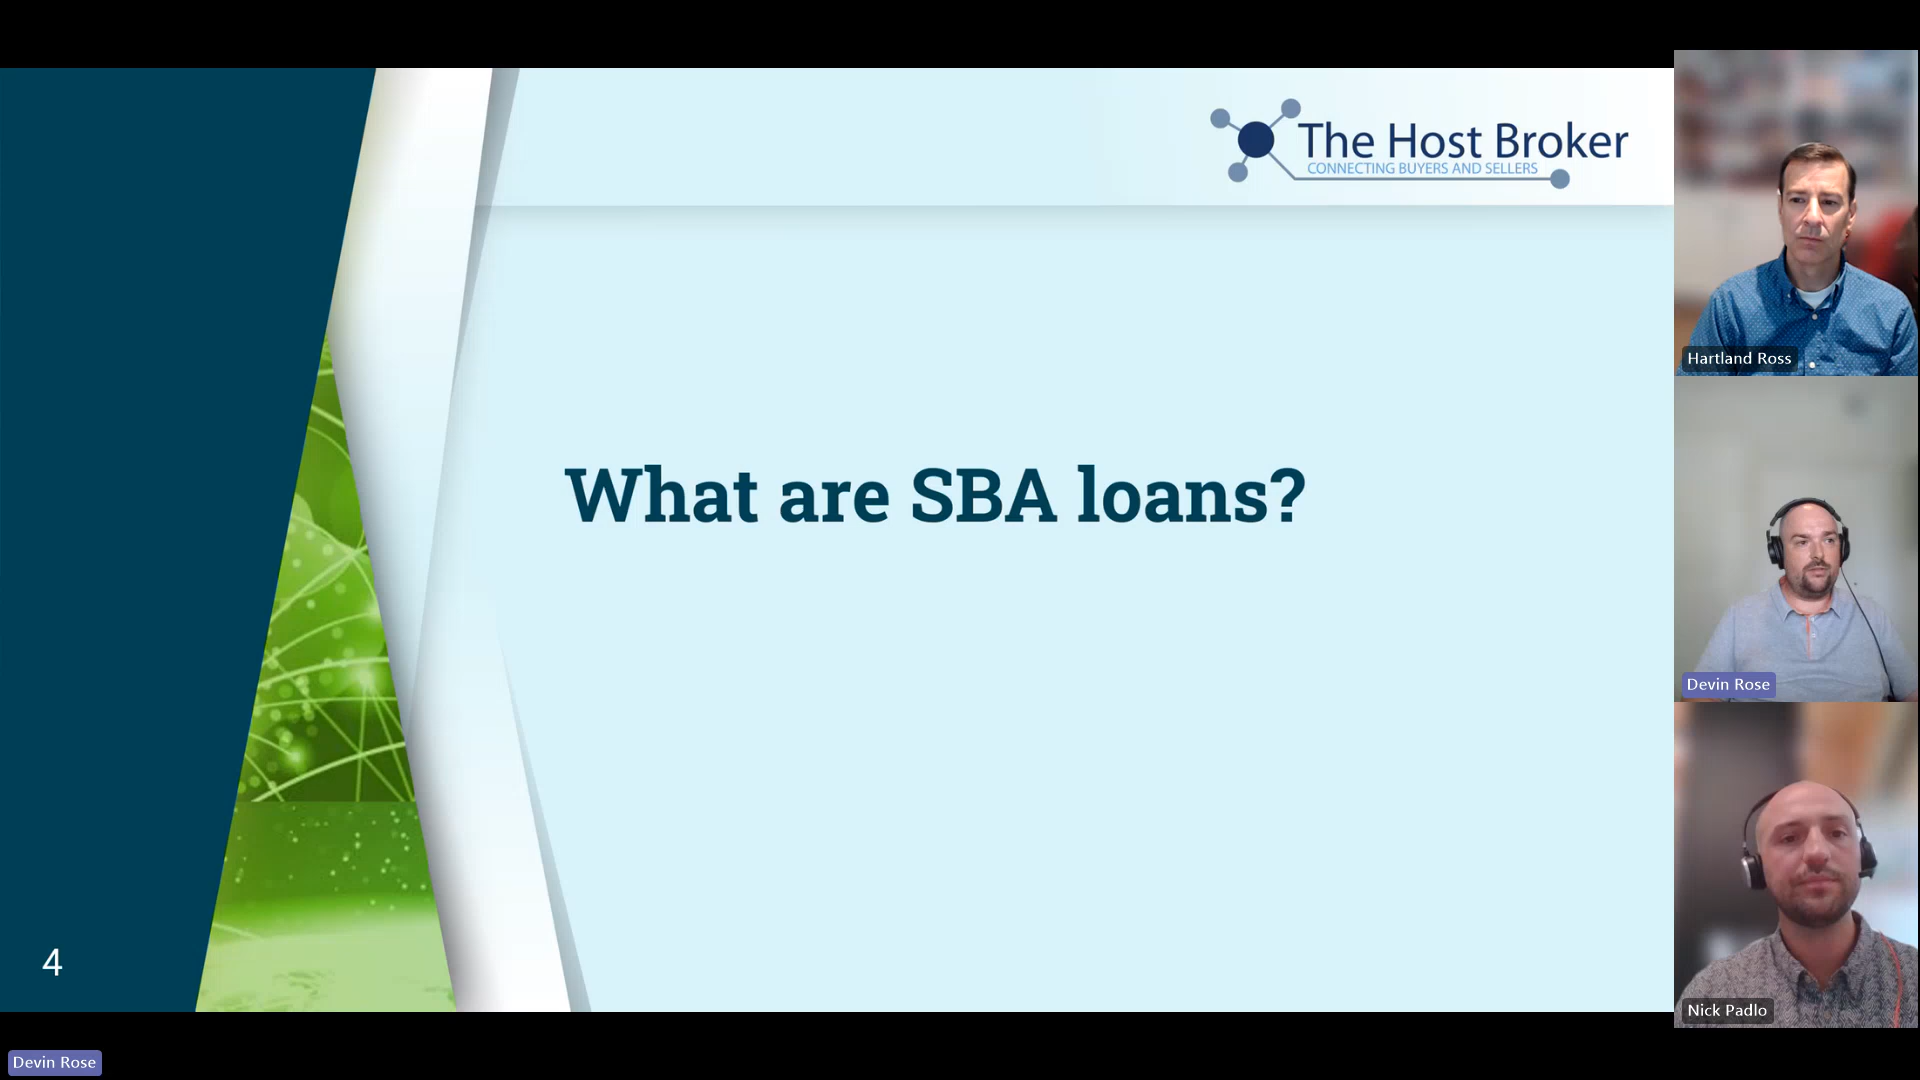 The Host Broker
CONNECTING BUYERS AND SELLERS
What are SBA loans?
4
Hartland Ross
Devin Rose
Nick Padlo
Devin Rose